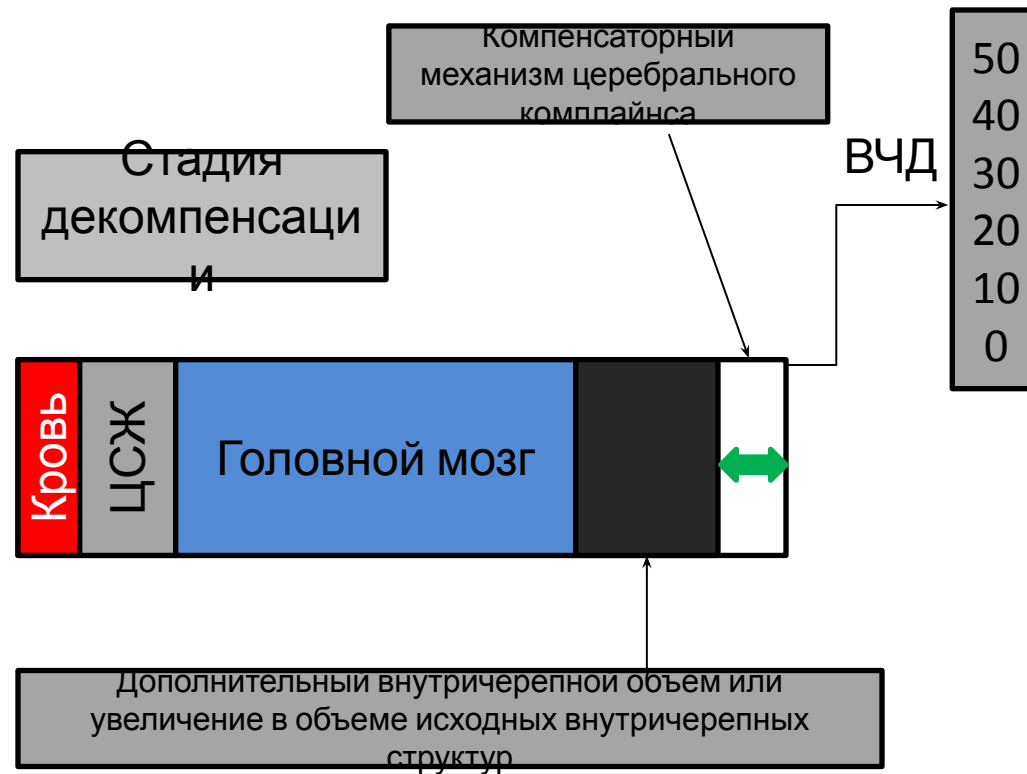 Компенсаторный
механизм церебрального
комплайнса
Стадия
декомпенсаци
и
ВЧД
50
40
30
20
10
0
Кровь
ЦСЖ
Головной мозг
Дополнительный внутричерепной объем или
увеличение в объеме исходных внутричерепных
структур